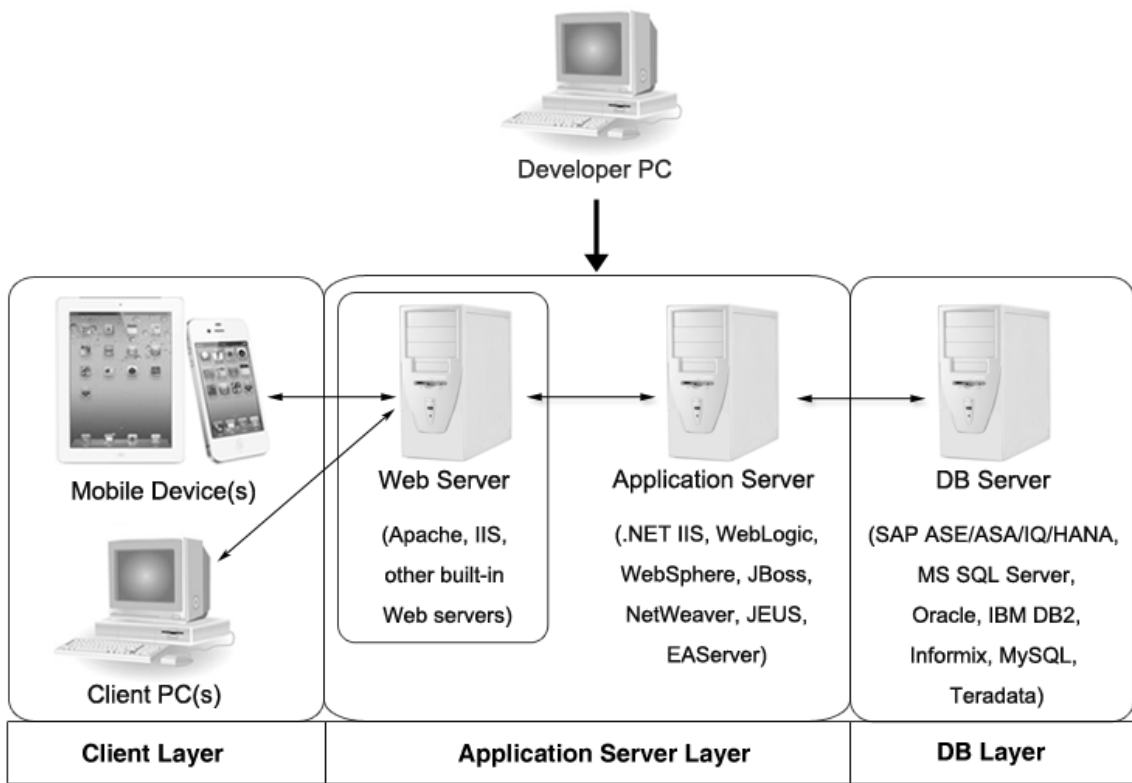 Developer PC
Mobile Device(s)
Client PC(s)
Web Server
(Apache, IIS,
other built-in
Web servers)
Application Server
(.NET IIS, WebLogic,
WebSphere, JBoss,
NetWeaver, JEUS,
EAServer)
DB Server
(SAP ASE/ASA/IQ/HANA,
MS SQL Server,
Oracle, IBM DB2,
Informix, MySQL,
Teradata)
Client Layer
Application Server Layer
DB Layer